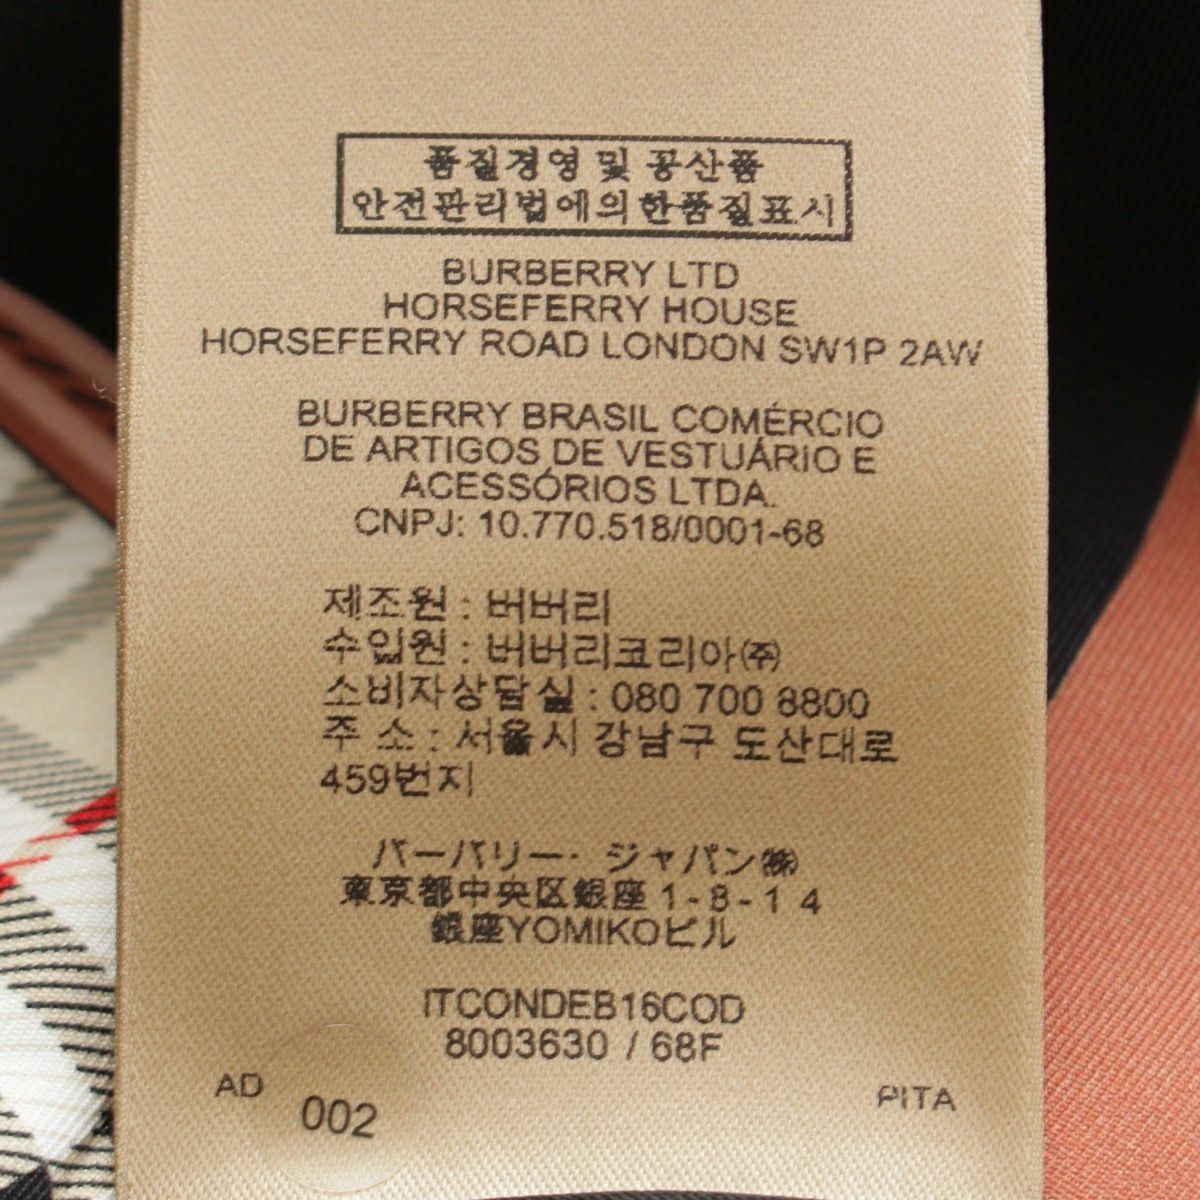 품질경영 및 공산품
안전관리법에의한품질표시
BURBERRY LTD
HORSEFERRY HOUSE
HORSEFERRY ROAD LONDON SW1P 2AW
BURBERRY BRASIL COMÉRCIO
DE ARTIGOS DE VESTUÁRIO E
ACESSÓRIOS LTDA.
CNPJ: 10.770.518/0001-68
제조원 : 버버리
수입원 : 버버리코리아㈜
소비자상담실 : 080 700 8800
주 소 : 서울시 강남구 도산대로
459번지
バーバリー・ジャパン㈱
東京都中央区銀座 1 - 8 - 1 4
銀座YOMIKOビル
ITCONDEB16COD
8003630 / 68F
AD
002
PITA